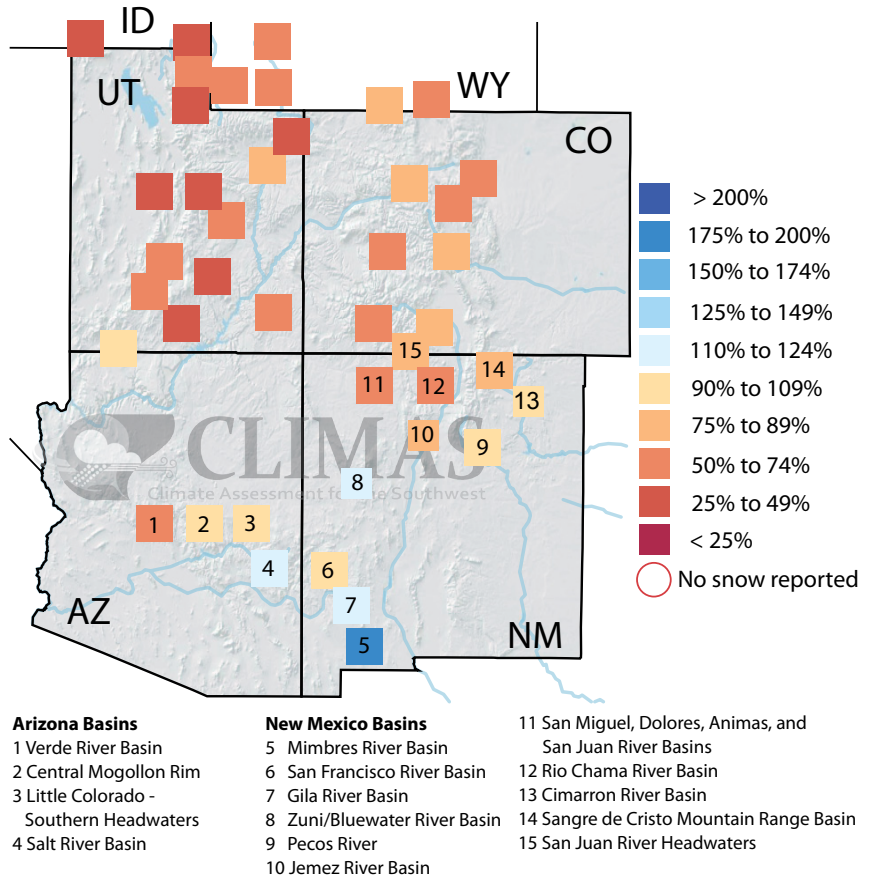 ID
UT
WY
CO
> 200%
175% to 200%
150% to 174%
125% to 149%
110% to 124%
90% to 109%
75% to 89%
50% to 74%
25% to 49%
< 25%
No snow reported
15
14
11
12
13
10
9
CLIMAS
8
Climate Assessment for the Southwest
1
2
3
4
6
7
5
AZ
NM
Arizona Basins
1 Verde River Basin
2 Central Mogollon Rim
3 Little Colorado -
Southern Headwaters
4 Salt River Basin
New Mexico Basins
5 Mimbres River Basin
6 San Francisco River Basin
7 Gila River Basin
8 Zuni/Bluewater River Basin
9 Pecos River
10 Jemez River Basin
11 San Miguel, Dolores, Animas, and
San Juan River Basins
12 Rio Chama River Basin
13 Cimarron River Basin
14 Sangre de Cristo Mountain Range Basin
15 San Juan River Headwaters